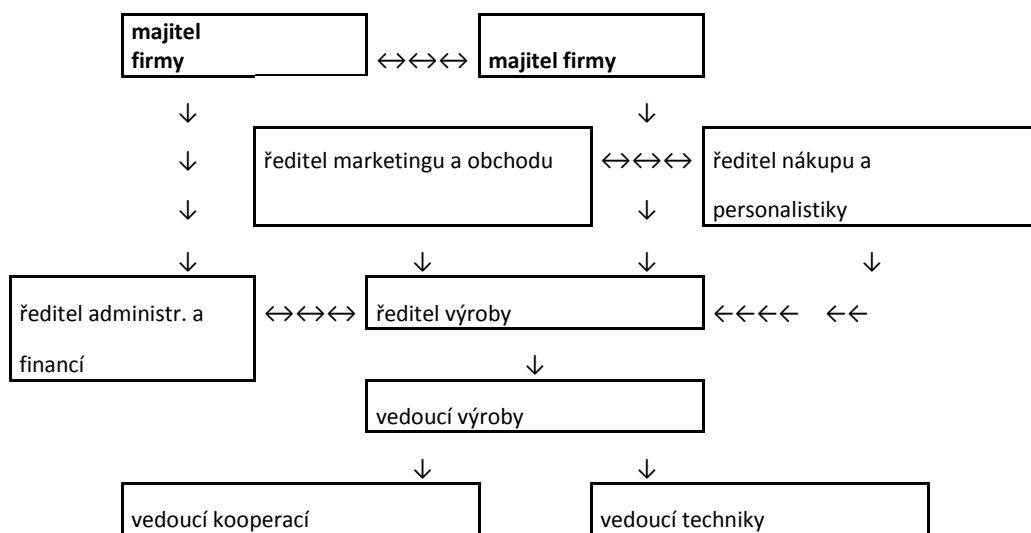 majitel
firmy ↔↔↔ majitel firmy
↓ ↓
↓ ředitel marketingu a obchodu ↔↔↔ ředitel nákupu a
↓ ↓ personalistiky
↓ ↓ ↓ ↓
ředitel administr. a ↔↔↔ ředitel výroby ←←←← ←←
financí ↓
vedoucí výroby
↓ ↓
vedoucí kooperací vedoucí techniky